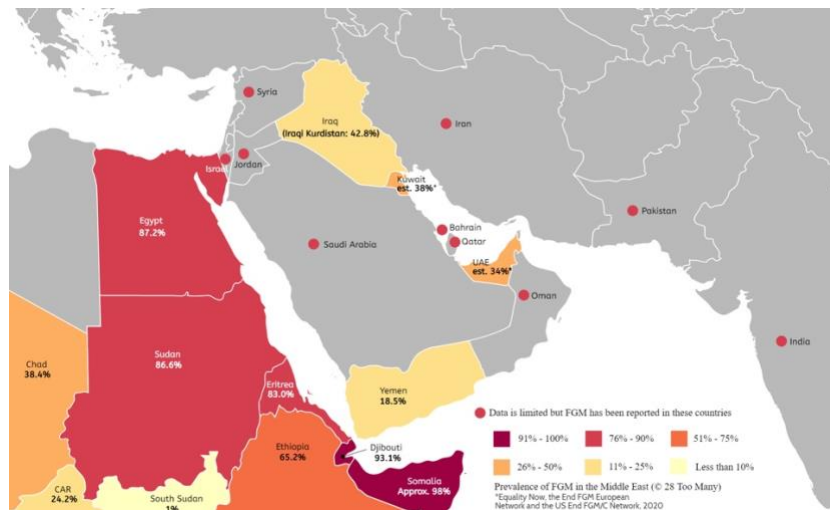 Syria
Iraq
(Iraqi Kurdistan: 42.8%)
Iran
Israel
Jordan
Kuwait
est. 38%*
Egypt
87.2%
Pakistan
Bahrain
Qatar
Saudi Arabia
UAE
est. 34%*
Oman
India
Chad
38.4%
Sudan
86.6%
Eritrea
83.0%
Yemen
18.5%
Data is limited but FGM has been reported in these countries
91% - 100%
76% - 90%
51% - 75%
Ethiopia
65.2%
Djibouti
93.1%
26% - 50%
11% - 25%
Less than 10%
CAR
24.2%
South Sudan
1%
Somalia
Approx. 98%
Prevalence of FGM in the Middle East (© 28 Too Many)
*Equality Now, the End FGM European
Network and the US End FGM/C Network, 2020